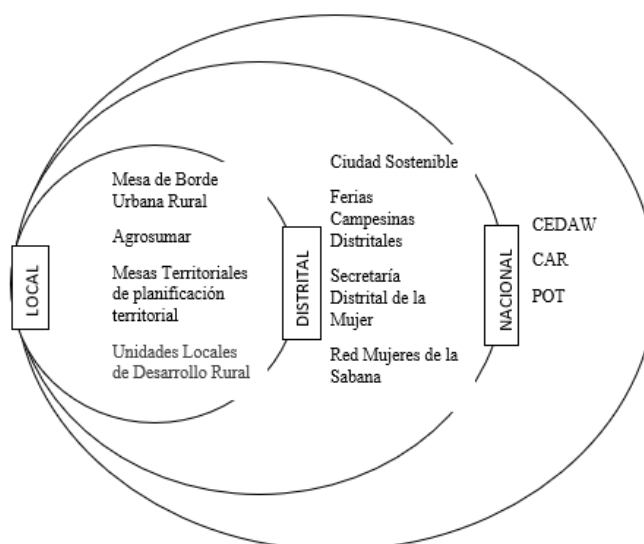 LOCAL
Mesa de Borde
Urbana Rural
Agrosumar
Mesas Territoriales
de planificación
territorial
Unidades Locales
de Desarrollo Rural
DISTRITAL
Ciudad Sostenible
Ferias
Campesinas
Distritales
Secretaría
Distrital de la
Mujer
Red Mujeres de la
Sabana
NACIONAL
CEDAW
CAR
POT